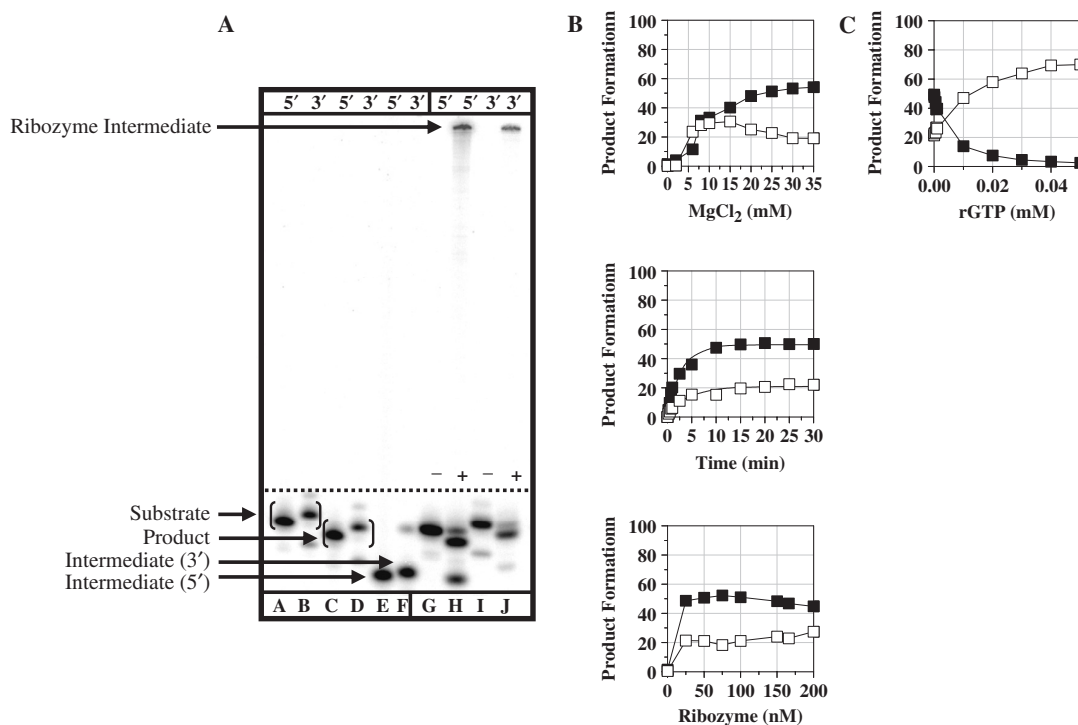 A
5′ 3′ 5′ 3′ 5′ 3′ 5′ 5′ 3′ 3′
Ribozyme Intermediate
− + − +
Substrate
Product
Intermediate (3′)
Intermediate (5′)
A B C D E F G H I J
B
Product Formationn
100
80
60
40
20
0
0 5 10 15 20 25 30 35
MgCl2 (mM)
Product Formationn
100
80
60
40
20
0
0 5 10 15 20 25 30
Time (min)
Product Formationn
100
80
60
40
20
0
0 50 100 150 200
Ribozyme (nM)
C
Product Formationn
100
80
60
40
20
0
0.00 0.02 0.04
rGTP (mM)